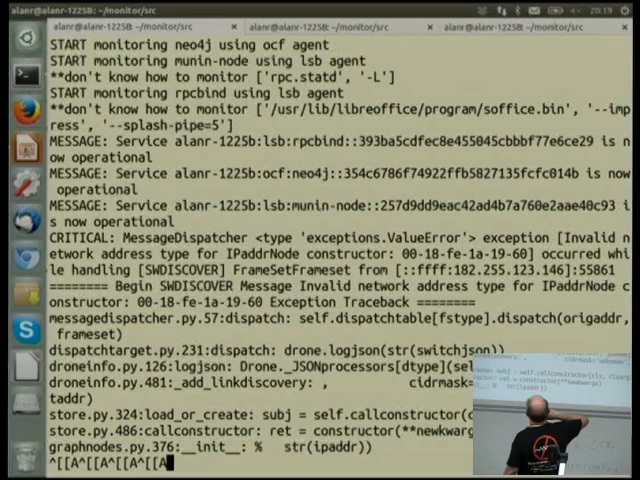 alanr@alanr-1225B: ~/monitor/src
20:19
alanr@alanr-1225B: ~/monitor/src
alanr@alanr-1225B: ~/monitor/src
alanr@alanr-1225B: ~/monitor/src
START monitoring neo4j using ocf agent
START monitoring munin-node using lsb agent
**don't know how to monitor ['rpc.statd', '-L']
START monitoring rpcbind using lsb agent
**don't know how to monitor ['/usr/lib/libreoffice/program/soffice.bin', '--imp
ress', '--splash-pipe=5']
MESSAGE: Service alanr-1225b:lsb:rpcbind::393ba5cdfec8e455045cbbbf77e6ce29 is n
ow operational
MESSAGE: Service alanr-1225b:ocf:neo4j::354c6786f74922ffb5827135fcfc014b is now
operational
MESSAGE: Service alanr-1225b:lsb:munin-node::257d9dd9eac42ad4b7a760e2aae40c93 i
s now operational
CRITICAL: MessageDispatcher <type 'exceptions.ValueError'> exception [Invalid n
etwork address type for IPaddrNode constructor: 00-18-fe-1a-19-60] occurred whi
le handling [SWDISCOVER] FrameSetFrameset from [::ffff:182.255.123.146]:55861
======== Begin SWDISCOVER Message Invalid network address type for IPaddrNode c
onstructor: 00-18-fe-1a-19-60 Exception Traceback ========
messagedispatcher.py.57:dispatch: self.dispatchtable[fstype].dispatch(origaddr,
frameset)
dispatchtarget.py.231:dispatch: drone.logjson(str(switchjson))
droneinfo.py.126:logjson: Drone._JSONprocessors[dtype](self
droneinfo.py.481:_add_linkdiscovery: , cidrmask=
taddr)
store.py.324:load_or_create: subj = self.callconstructor(c
store.py.486:callconstructor: ret = constructor(**newkwarg
graphnodes.py.376:__init__: % str(ipaddr))
^[[A^[[A^[[A^[[A